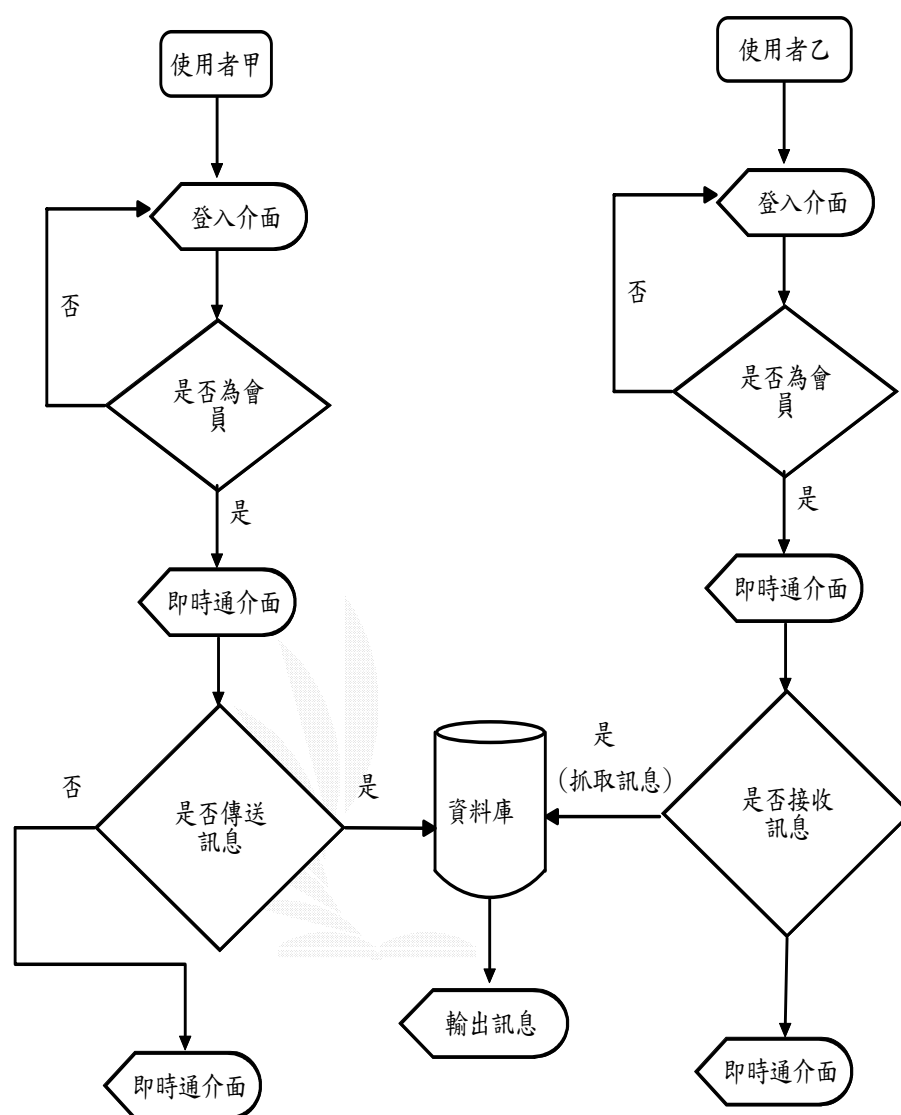 使用者甲
登入介面
否
是否為會
員
是
即時通介面
否
是否傳送
訊息
是
即時通介面
資料庫
輸出訊息
使用者乙
登入介面
否
是否為會
員
是
即時通介面
是
(抓取訊息)
是否接收
訊息
即時通介面